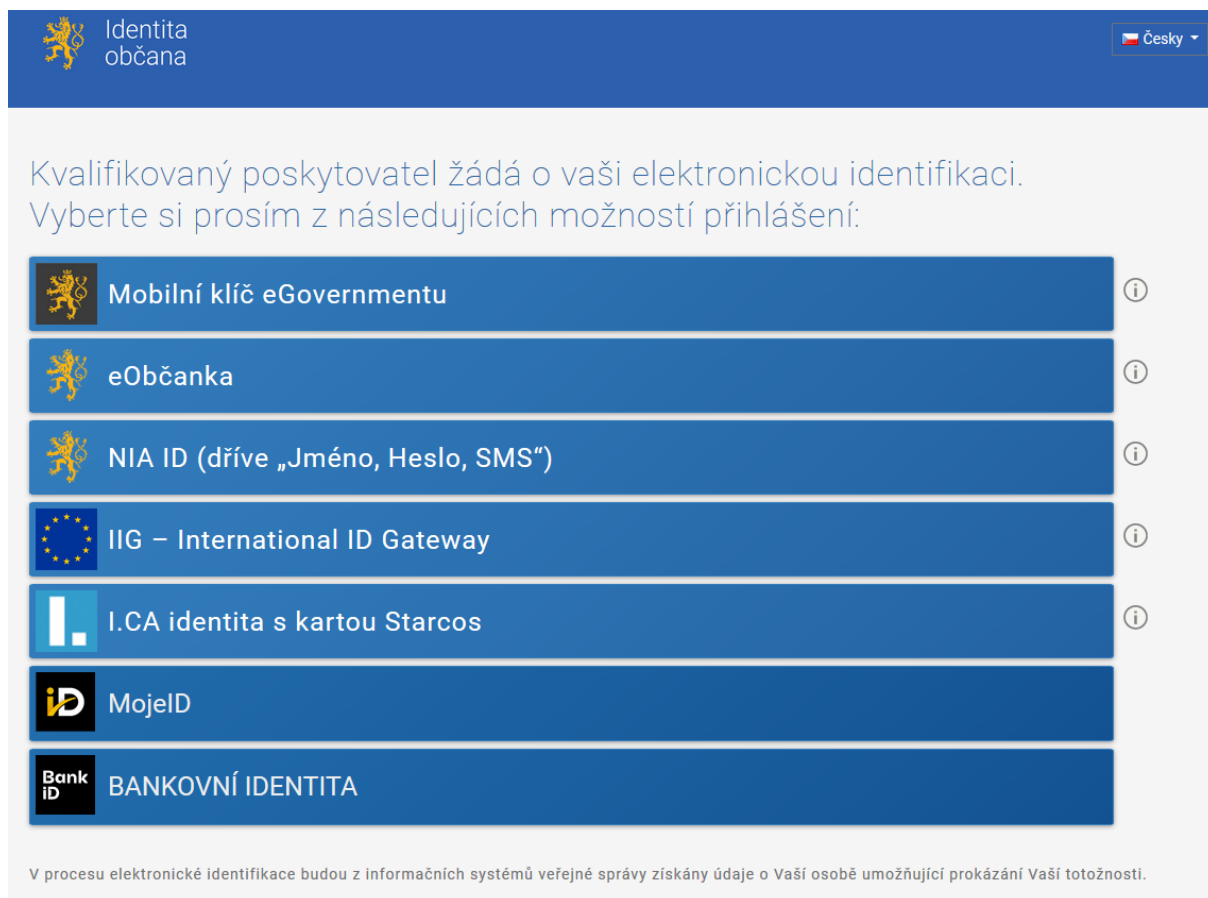 Identita
občana
Česky
Kvalifikovaný poskytovatel žádá o vaši elektronickou identifikaci.
Vyberte si prosím z následujících možností přihlášení:
Mobilní klíč eGovernmentu
eObčanka
NIA ID (dříve „Jméno, Heslo, SMS“)
IIG – International ID Gateway
I.CA identita s kartou Starcos
iD MojeID
Bank
iD
BANKOVNÍ IDENTITA
V procesu elektronické identifikace budou z informačních systémů veřejné správy získány údaje o Vaší osobě umožňující prokázání Vaší totožnosti.